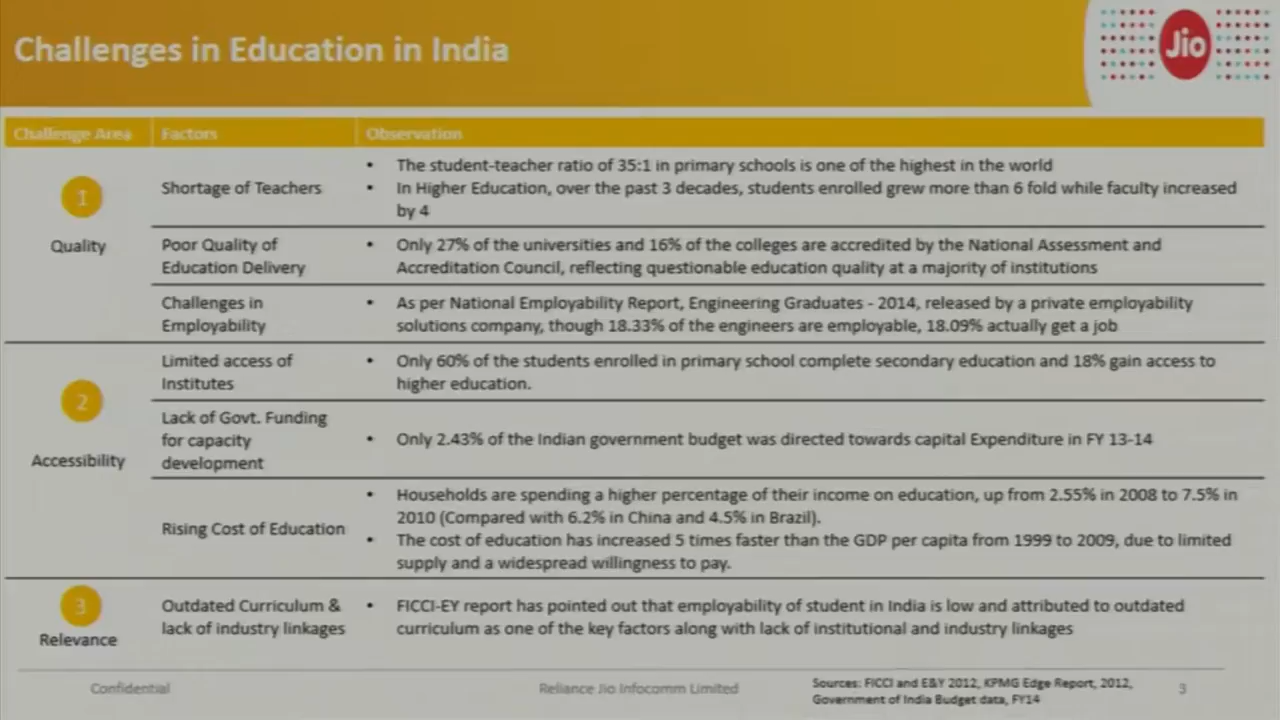 Challenges in Education in India
Jio
Challenge Area
Factors
Observation
1
Quality
Shortage of Teachers
• The student-teacher ratio of 35:1 in primary schools is one of the highest in the world
• In Higher Education, over the past 3 decades, students enrolled grew more than 6 fold while faculty increased
by 4
Poor Quality of
Education Delivery
• Only 27% of the universities and 16% of the colleges are accredited by the National Assessment and
Accreditation Council, reflecting questionable education quality at a majority of institutions
Challenges in
Employability
• As per National Employability Report, Engineering Graduates - 2014, released by a private employability
solutions company, though 18.33% of the engineers are employable, 18.09% actually get a job
2
Accessibility
Limited access of
Institutes
• Only 60% of the students enrolled in primary school complete secondary education and 18% gain access to
higher education.
Lack of Govt. Funding
for capacity
development
• Only 2.43% of the Indian government budget was directed towards capital Expenditure in FY 13-14
Rising Cost of Education
• Households are spending a higher percentage of their income on education, up from 2.55% in 2008 to 7.5% in
2010 (Compared with 6.2% in China and 4.5% in Brazil).
• The cost of education has increased 5 times faster than the GDP per capita from 1999 to 2009, due to limited
supply and a widespread willingness to pay.
3
Relevance
Outdated Curriculum &
lack of industry linkages
• FICCI-EY report has pointed out that employability of student in India is low and attributed to outdated
curriculum as one of the key factors along with lack of institutional and industry linkages
Confidential
Reliance Jio Infocomm Limited
Sources: FICCI and E&Y 2012, KPMG Edge Report, 2012,
Government of India Budget data, FY14
3